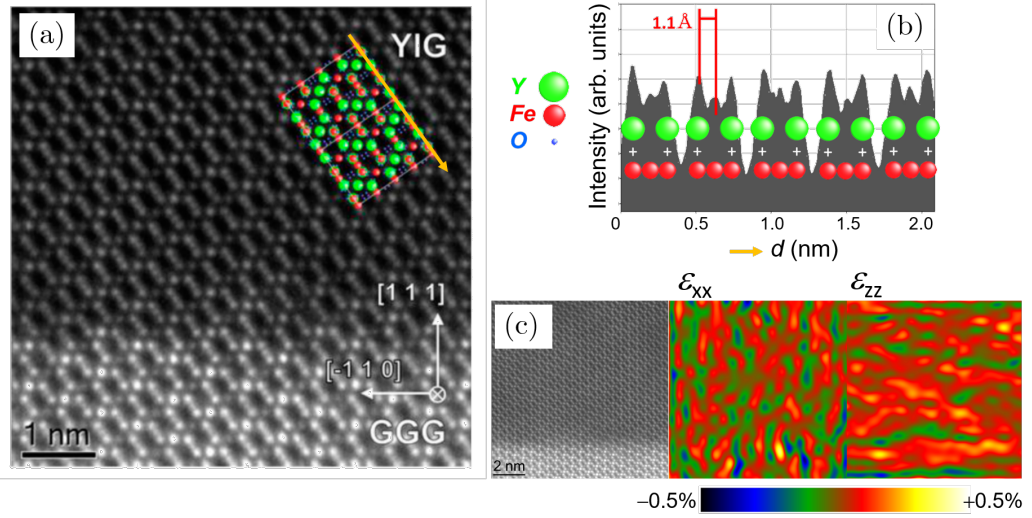 (a)
YIG
[1 1 1]
[-1 1 0]
GGG
1 nm
Y
Fe
O
(b)
1.1 Å
Intensity (arb. units)
+ + + + + + + + + +
0 0.5 1.0 1.5 2.0
d (nm)
εxx
εzz
(c)
2 nm
−0.5%
+0.5%